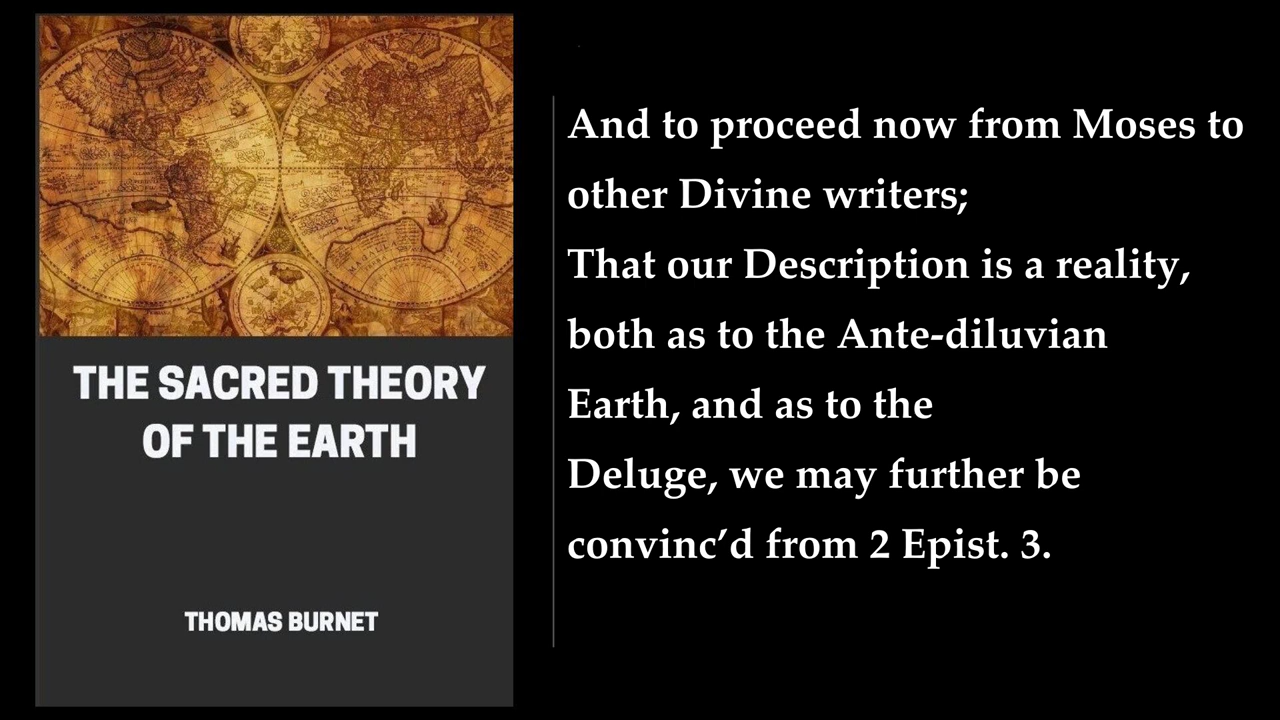 THE SACRED THEORY
OF THE EARTH
THOMAS BURNET
And to proceed now from Moses to
other Divine writers;
That our Description is a reality,
both as to the Ante-diluvian
Earth, and as to the
Deluge, we may further be
convinc’d from 2 Epist. 3.